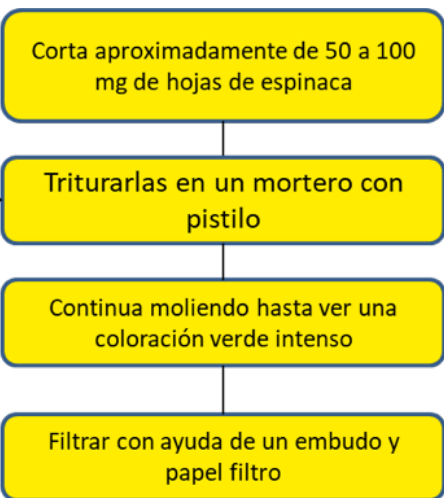 Corta aproximadamente de 50 a 100
mg de hojas de espinaca
Triturarlas en un mortero con
pistilo
Continua moliendo hasta ver una
coloración verde intenso
Filtrar con ayuda de un embudo y
papel filtro